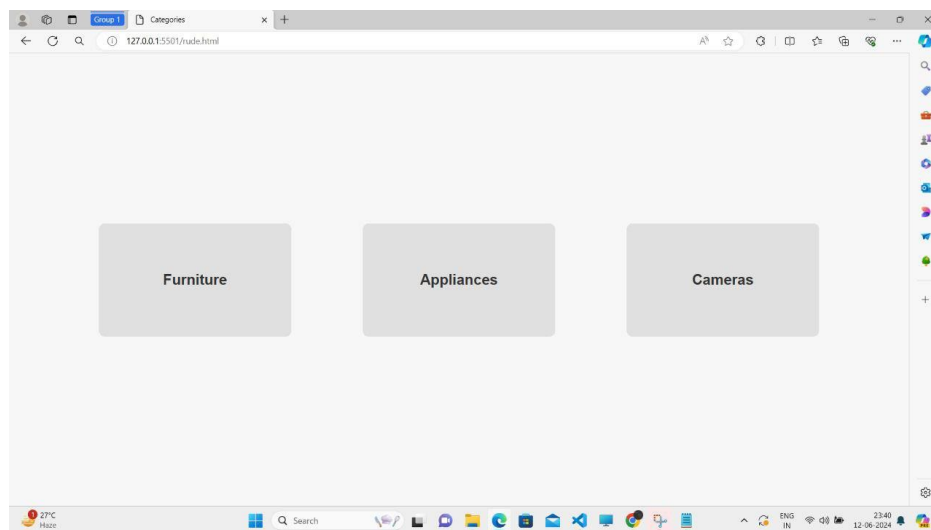 Group 1
Categories
127.0.0.1:5501/rude.html
Furniture
Appliances
Cameras
1
27°C
Haze
Search
ENG
IN
23:40
12-06-2024